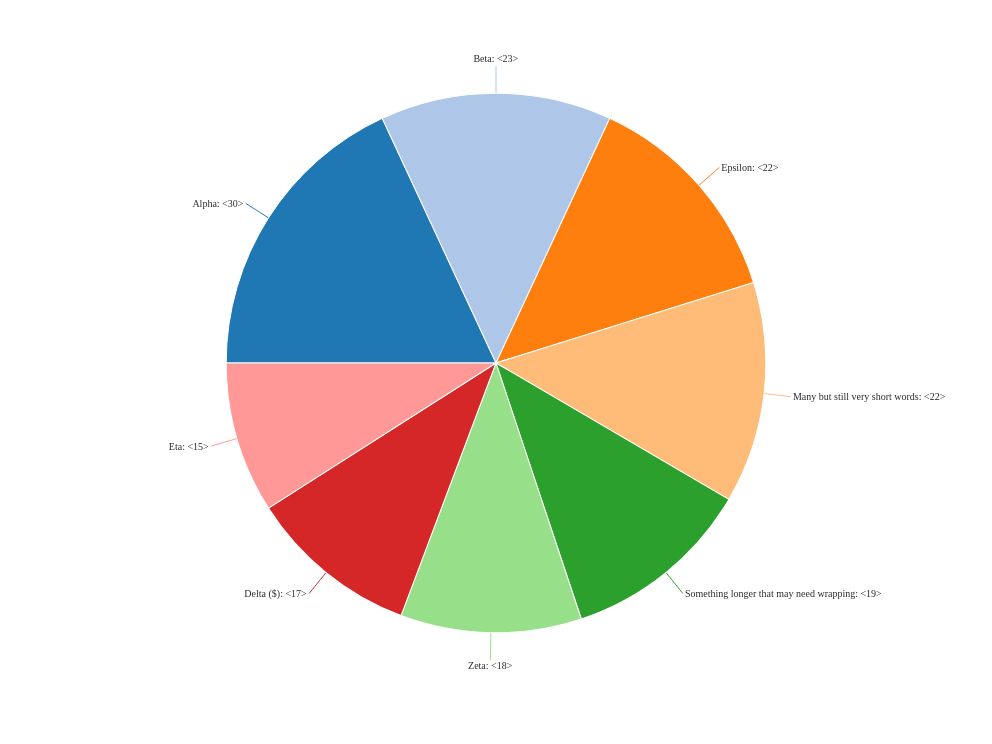 Beta: <23>
Epsilon: <22>
Alpha: <30>
Many but still very short words: <22>
Eta: <15>
Delta ($): <17>
Something longer that may need wrapping: <19>
Zeta: <18>